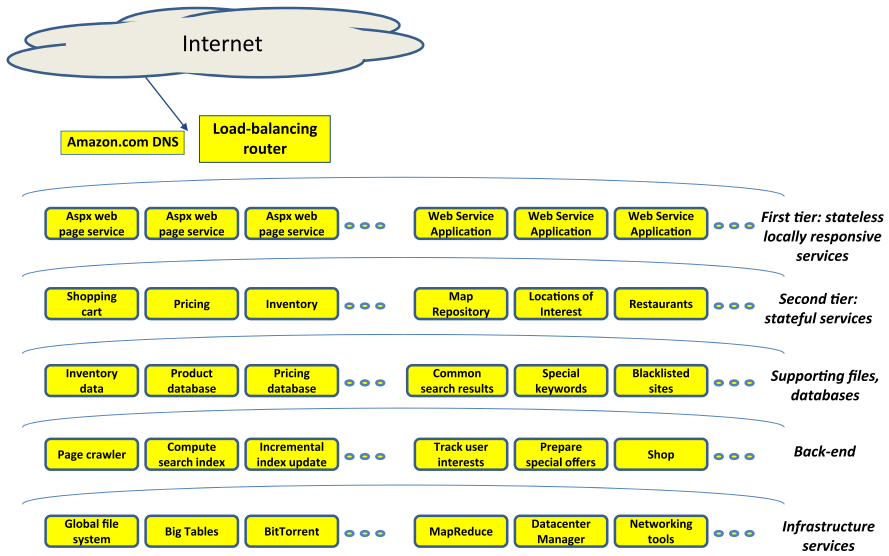 Internet
Amazon.com DNS
Load-balancing
router
Aspx web
page service
Aspx web
page service
Aspx web
page service
Web Service
Application
Web Service
Application
Web Service
Application
First tier: stateless
locally responsive
services
Shopping
cart
Pricing
Inventory
Map
Repository
Locations of
Interest
Restaurants
Second tier:
stateful services
Inventory
data
Product
database
Pricing
database
Common
search results
Special
keywords
Blacklisted
sites
Supporting files,
databases
Page crawler
Compute
search index
Incremental
index update
Track user
interests
Prepare
special offers
Shop
Back-end
Global file
system
Big Tables
BitTorrent
MapReduce
Datacenter
Manager
Networking
tools
Infrastructure
services